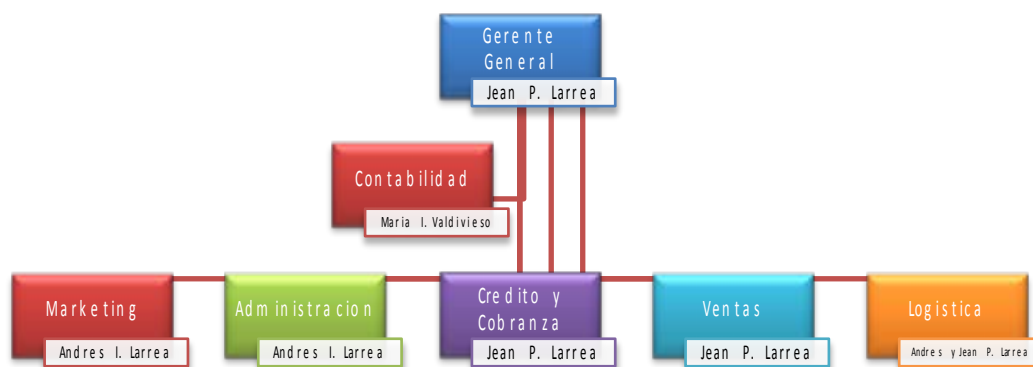 Gerente
General
Jean P. Larrea
Contabilidad
Maria I. Valdivieso
Marketing
Andres I. Larrea
Administracion
Andres I. Larrea
Credito y
Cobranza
Jean P. Larrea
Ventas
Jean P. Larrea
Logistica
Andres y Jean P. Larrea